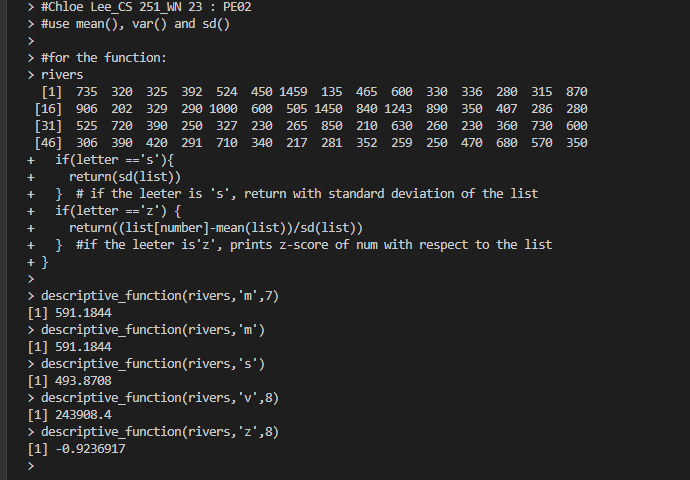 > #Chloe Lee_CS 251_WN 23 : PE02
> #use mean(), var() and sd()
>
> #for the function:
> rivers
[1] 735 320 325 392 524 450 1459 135 465 600 330 336 280 315 870
[16] 906 202 329 290 1000 600 505 1450 840 1243 890 350 407 286 280
[31] 525 720 390 250 327 230 265 850 210 630 260 230 360 730 600
[46] 306 390 420 291 710 340 217 281 352 259 250 470 680 570 350
+ if(letter =='s'){
+ return(sd(list))
+ } # if the leeter is 's', return with standard deviation of the list
+ if(letter =='z') {
+ return((list[number]-mean(list))/sd(list))
+ } #if the leeter is'z', prints z-score of num with respect to the list
+ }
>
> descriptive_function(rivers,'m',7)
[1] 591.1844
> descriptive_function(rivers,'m')
[1] 591.1844
> descriptive_function(rivers,'s')
[1] 493.8708
> descriptive_function(rivers,'v',8)
[1] 243908.4
> descriptive_function(rivers,'z',8)
[1] -0.9236917
>